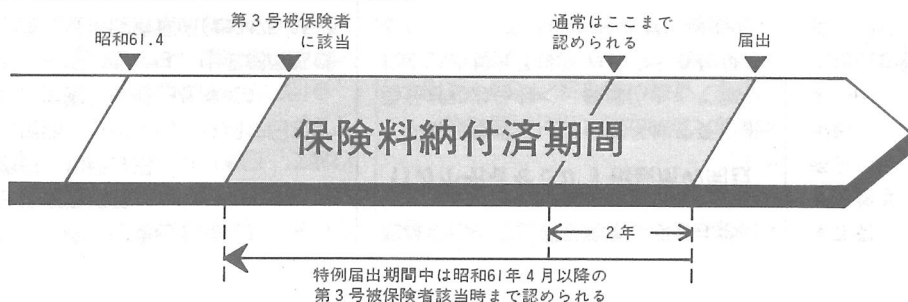 昭和61.4
第3号被保険者
に該当
通常はここまで
認められる
届出
保険料納付済期間
2年
特例届出期間中は昭和61年4月以降の
第3号被保険者該当時まで認められる